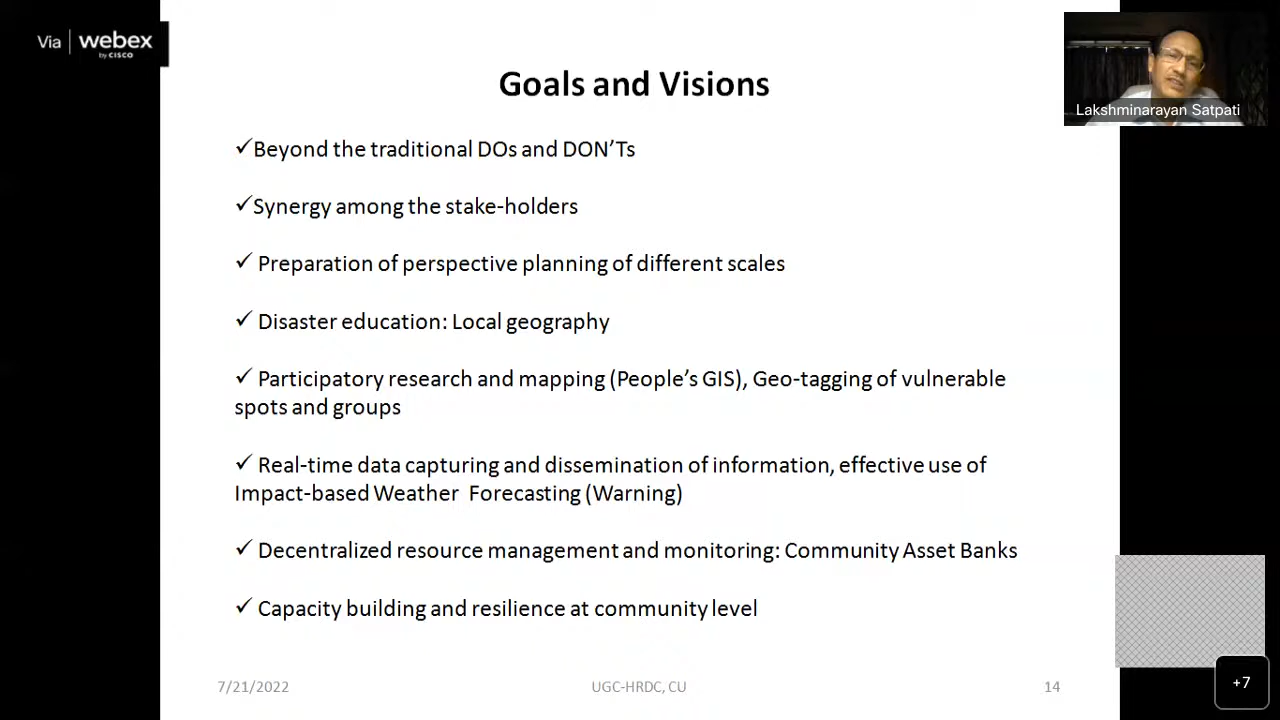 Via webex
by CISCO
Lakshminarayan Satpati
Goals and Visions
✓Beyond the traditional DOs and DON’Ts
✓Synergy among the stake-holders
✓ Preparation of perspective planning of different scales
✓ Disaster education: Local geography
✓ Participatory research and mapping (People’s GIS), Geo-tagging of vulnerable
spots and groups
✓ Real-time data capturing and dissemination of information, effective use of
Impact-based Weather  Forecasting (Warning)
✓ Decentralized resource management and monitoring: Community Asset Banks
✓ Capacity building and resilience at community level
7/21/2022
UGC-HRDC, CU
14
+7